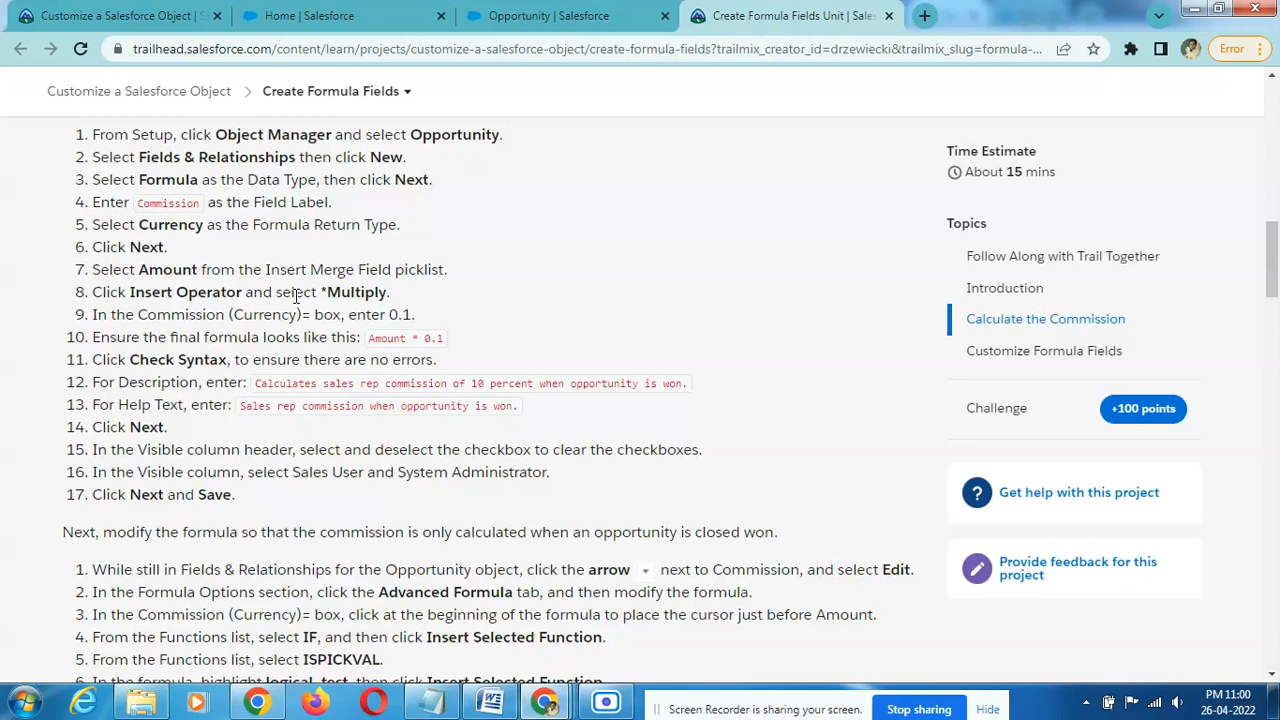 Customize a Salesforce Object |
Home | Salesforce
Opportunity | Salesforce
Create Formula Fields Unit | Sales
trailhead.salesforce.com/content/learn/projects/customize-a-salesforce-object/create-formula-fields?trailmix_creator_id=drzewiecki&trailmix_slug=formula-...
Error
Customize a Salesforce Object
Create Formula Fields
1. From Setup, click Object Manager and select Opportunity.
2. Select Fields & Relationships then click New.
3. Select Formula as the Data Type, then click Next.
4. Enter Commission as the Field Label.
5. Select Currency as the Formula Return Type.
6. Click Next.
7. Select Amount from the Insert Merge Field picklist.
8. Click Insert Operator and select *Multiply.
9. In the Commission (Currency)= box, enter 0.1.
10. Ensure the final formula looks like this: Amount * 0.1
11. Click Check Syntax, to ensure there are no errors.
12. For Description, enter: Calculates sales rep commission of 10 percent when opportunity is won.
13. For Help Text, enter: Sales rep commission when opportunity is won.
14. Click Next.
15. In the Visible column header, select and deselect the checkbox to clear the checkboxes.
16. In the Visible column, select Sales User and System Administrator.
17. Click Next and Save.
Next, modify the formula so that the commission is only calculated when an opportunity is closed won.
1. While still in Fields & Relationships for the Opportunity object, click the arrow next to Commission, and select Edit.
2. In the Formula Options section, click the Advanced Formula tab, and then modify the formula.
3. In the Commission (Currency)= box, click at the beginning of the formula to place the cursor just before Amount.
4. From the Functions list, select IF, and then click Insert Selected Function.
5. From the Functions list, select ISPICKVAL.
6. In the formula, highlight logical_test, then click Insert Selected Function.
Time Estimate
About 15 mins
Topics
Follow Along with Trail Together
Introduction
Calculate the Commission
Customize Formula Fields
Challenge
+100 points
Get help with this project
Provide feedback for this
project
Screen Recorder is sharing your screen.
Stop sharing
Hide
PM 11:00
26-04-2022